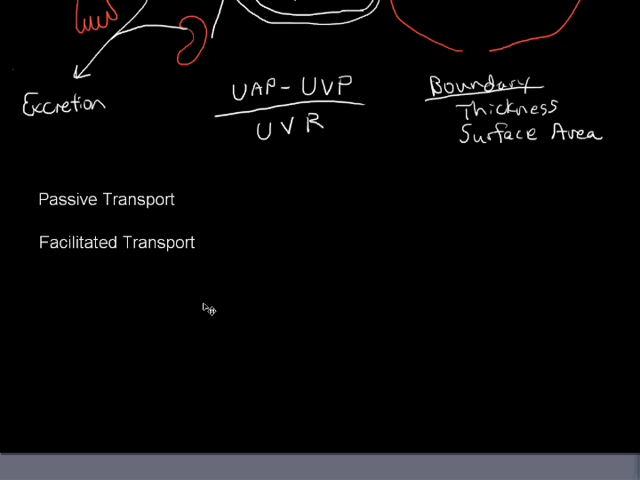 Excretion
UAP - UVP
UVR
Boundary
Thickness
Surface Area
Passive Transport
Facilitated Transport